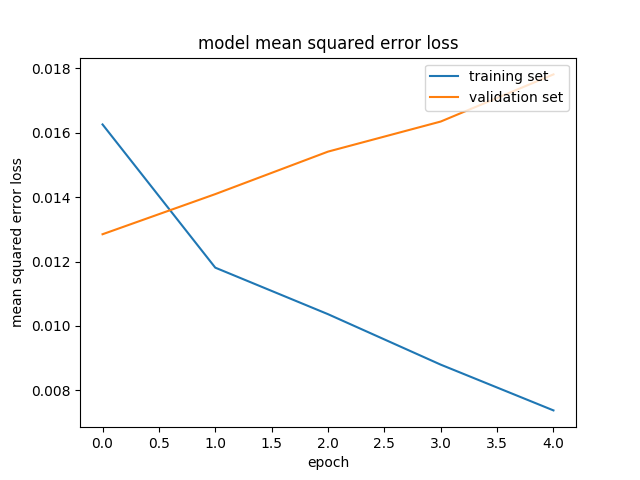 model mean squared error loss
training set
validation set
0.018
0.016
0.014
0.012
0.010
0.008
mean squared error loss
0.0 0.5 1.0 1.5 2.0 2.5 3.0 3.5 4.0
epoch